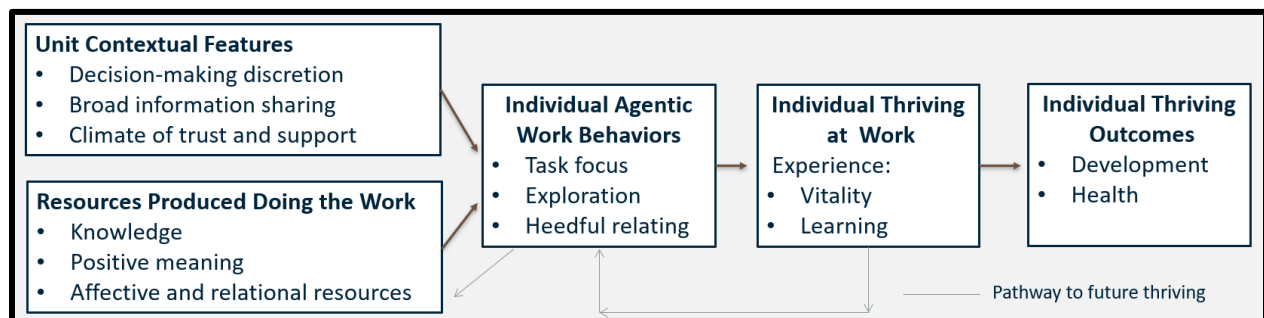 Unit Contextual Features
• Decision-making discretion
• Broad information sharing
• Climate of trust and support
Resources Produced Doing the Work
• Knowledge
• Positive meaning
• Affective and relational resources
Individual Agentic
Work Behaviors
• Task focus
• Exploration
• Heedful relating
Individual Thriving
at Work
Experience:
• Vitality
• Learning
Individual Thriving
Outcomes
• Development
• Health
Pathway to future thriving